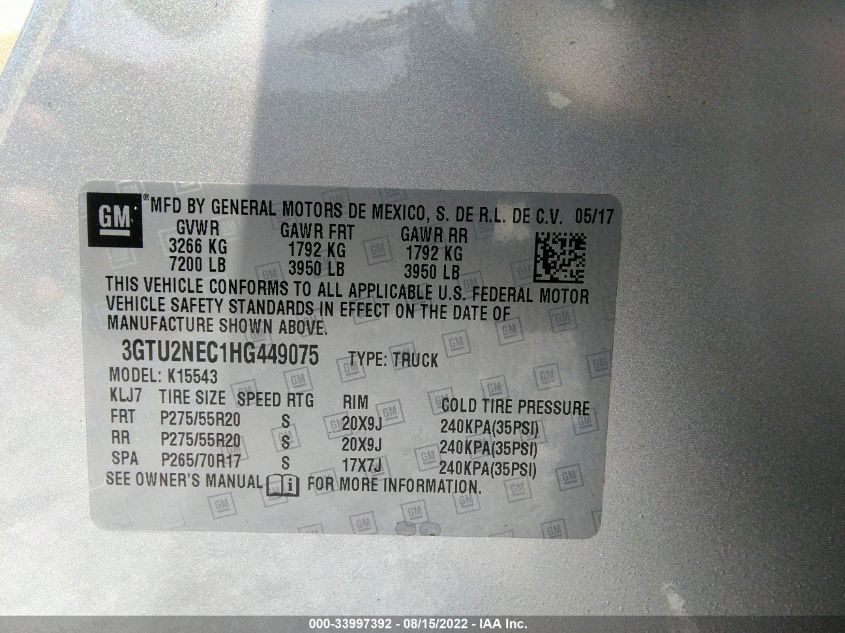 GM ® MFD BY GENERAL MOTORS DE MEXICO, S. DE R.L. DE C.V. 05/17
GVWR GAWR FRT GAWR RR
3266 KG 1792 KG 1792 KG
7200 LB 3950 LB 3950 LB
THIS VEHICLE CONFORMS TO ALL APPLICABLE U.S. FEDERAL MOTOR
VEHICLE SAFETY STANDARDS IN EFFECT ON THE DATE OF
MANUFACTURE SHOWN ABOVE.
3GTU2NEC1HG449075 TYPE: TRUCK
MODEL: K15543
KLJ7 TIRE SIZE SPEED RTG RIM COLD TIRE PRESSURE
FRT P275/55R20 S 20X9J 240KPA(35PSI)
RR P275/55R20 S 20X9J 240KPA(35PSI)
SPA P265/70R17 S 17X7J 240KPA(35PSI)
SEE OWNER'S MANUAL i FOR MORE INFORMATION.
000-33997392 - 08/15/2022 - IAA Inc.